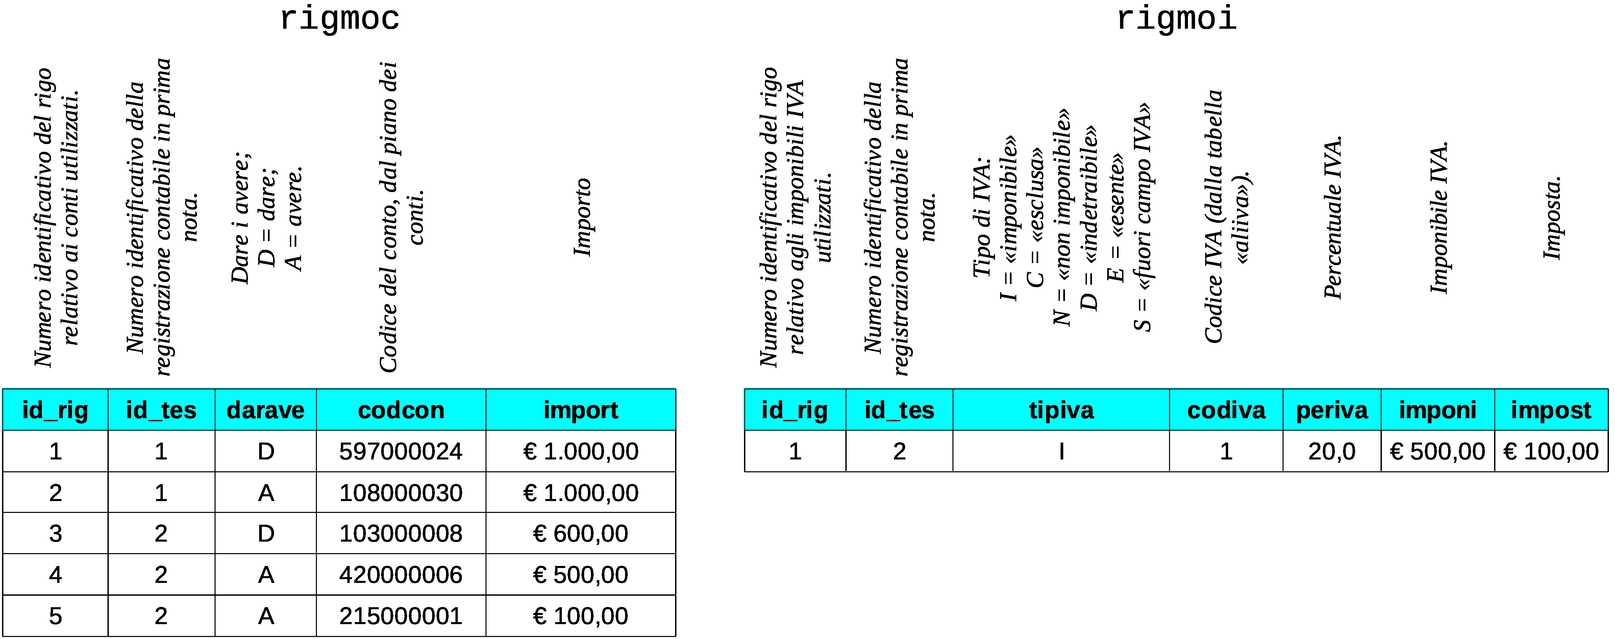 rigmoc
Numero identificativo del rigo
relativo ai conti utilizzati.
Numero identificativo della
registrazione contabile in prima
nota.
Dare i avere;
D = dare;
A = avere.
Codice del conto, dal piano dei
conti.
Importo
id_rig id_tes darave codcon import
1 1 D 597000024 € 1.000,00
2 1 A 108000030 € 1.000,00
3 2 D 103000008 € 600,00
4 2 A 420000006 € 500,00
5 2 A 215000001 € 100,00
rigmoi
Numero identificativo del rigo
relativo agli imponibili IVA
utilizzati.
Numero identificativo della
registrazione contabile in prima
nota.
Tipo di IVA:
I = «imponibile»
C = «esclusa»
N = «non imponibile»
D = «indetraibile»
E = «esente»
S = «fuori campo IVA»
Codice IVA (dalla tabella
«aliiva»).
Percentuale IVA.
Imponibile IVA.
Imposta.
id_rig id_tes tipiva codiva periva imponi impost
1 2 I 1 20,0 € 500,00 € 100,00